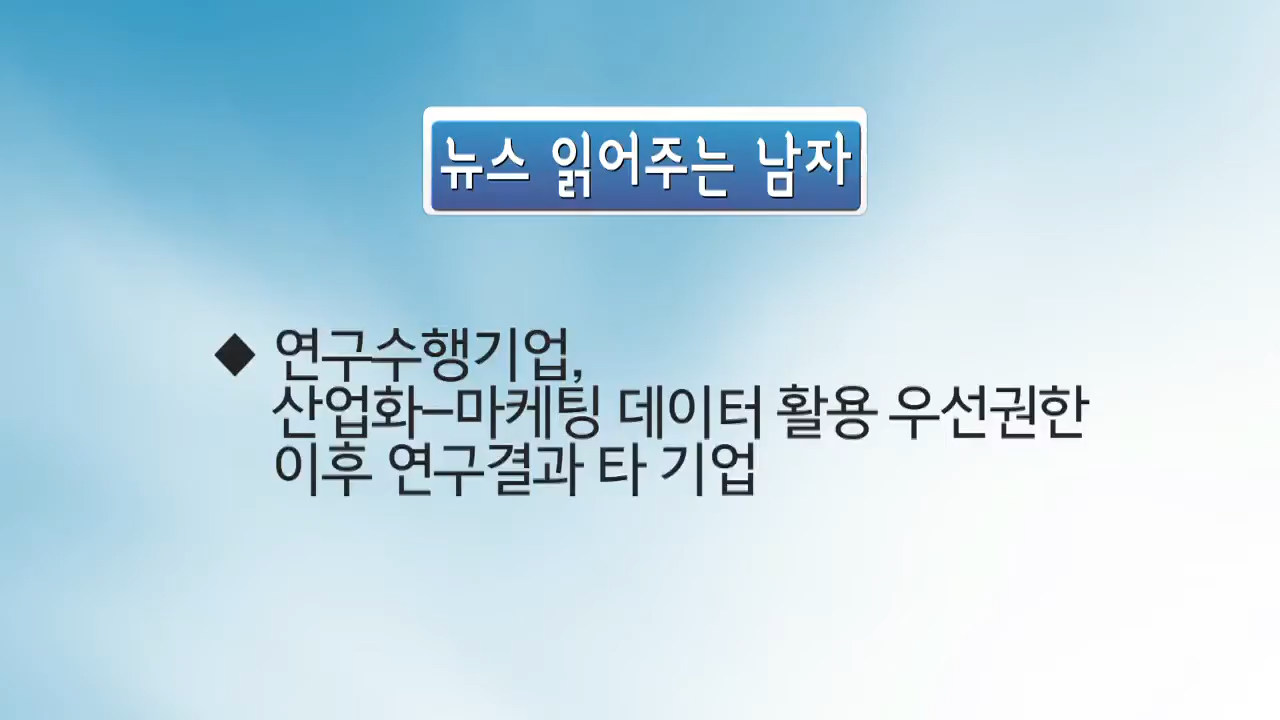 뉴스 읽어주는 남자
◆ 연구수행기업,
산업화-마케팅 데이터 활용 우선권한
이후 연구결과 타 기업